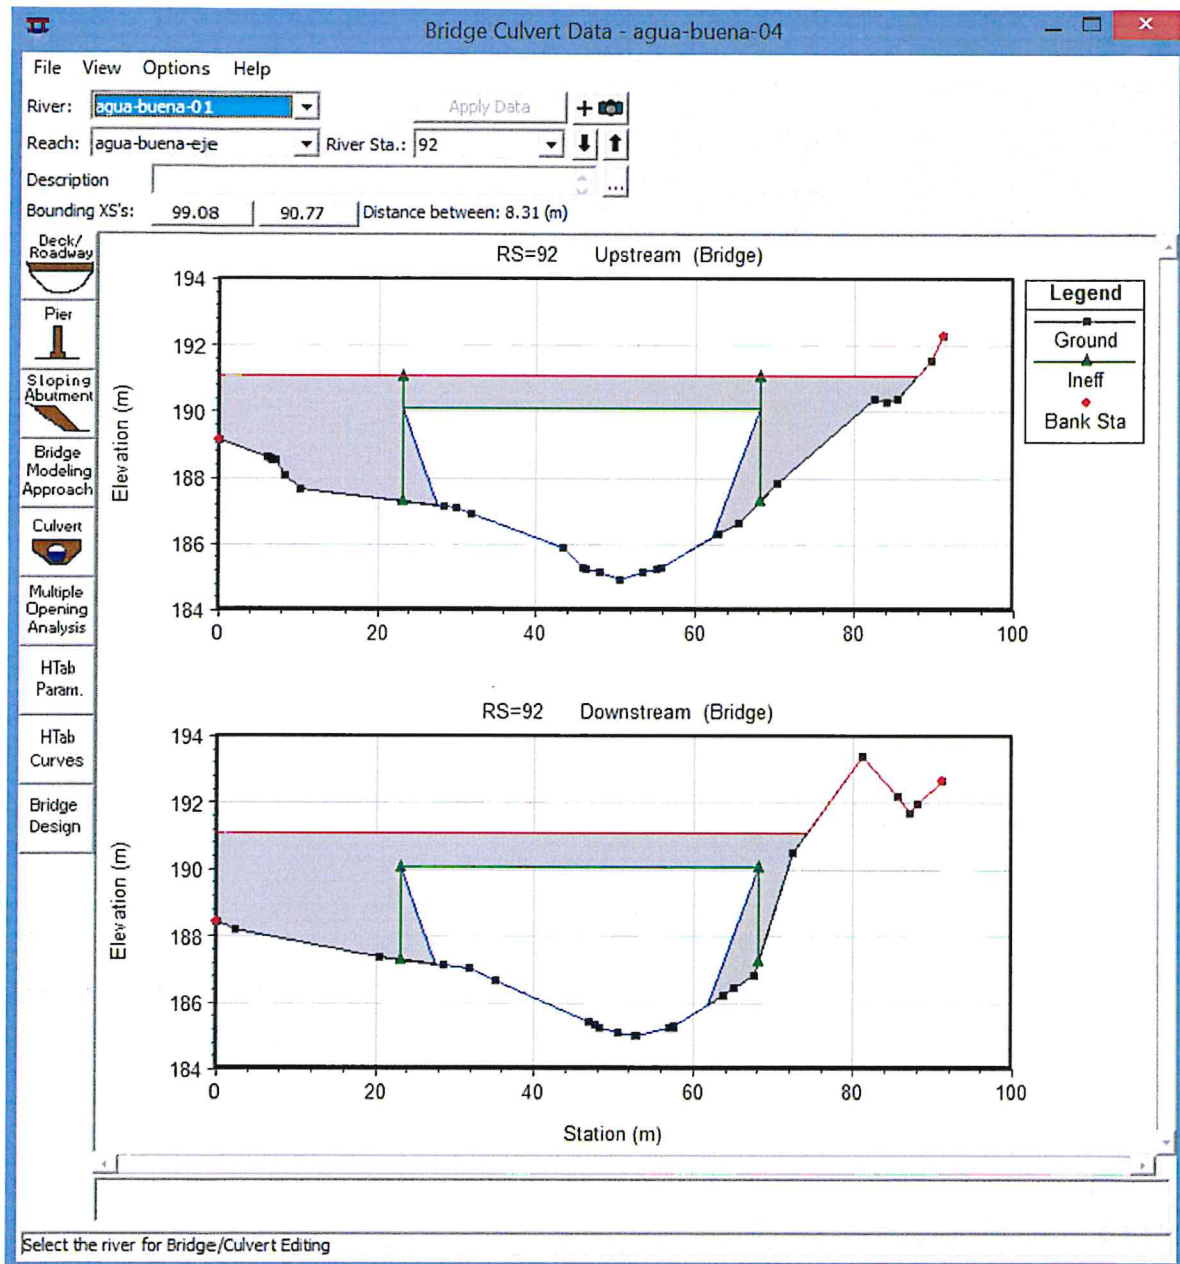 Bridge Culvert Data - agua-buena-04
File View Options Help
River: agua-buena-01 Apply Data
Reach: agua-buena-eje River Sta.: 92
Description ...
Bounding XS's: 99.08 90.77 Distance between: 8.31 (m)
Deck/
Roadway
Pier
Sloping
Abutment
Bridge
Modeling
Approach
Culvert
Multiple
Opening
Analysis
HTab
Param.
HTab
Curves
Bridge
Design
RS=92 Upstream (Bridge)
194
192
190
188
186
184
Elevation (m)
0 20 40 60 80 100
Legend
Ground
Ineff
Bank Sta
RS=92 Downstream (Bridge)
194
192
190
188
186
184
Elevation (m)
0 20 40 60 80 100
Station (m)
Select the river for Bridge/Culvert Editing